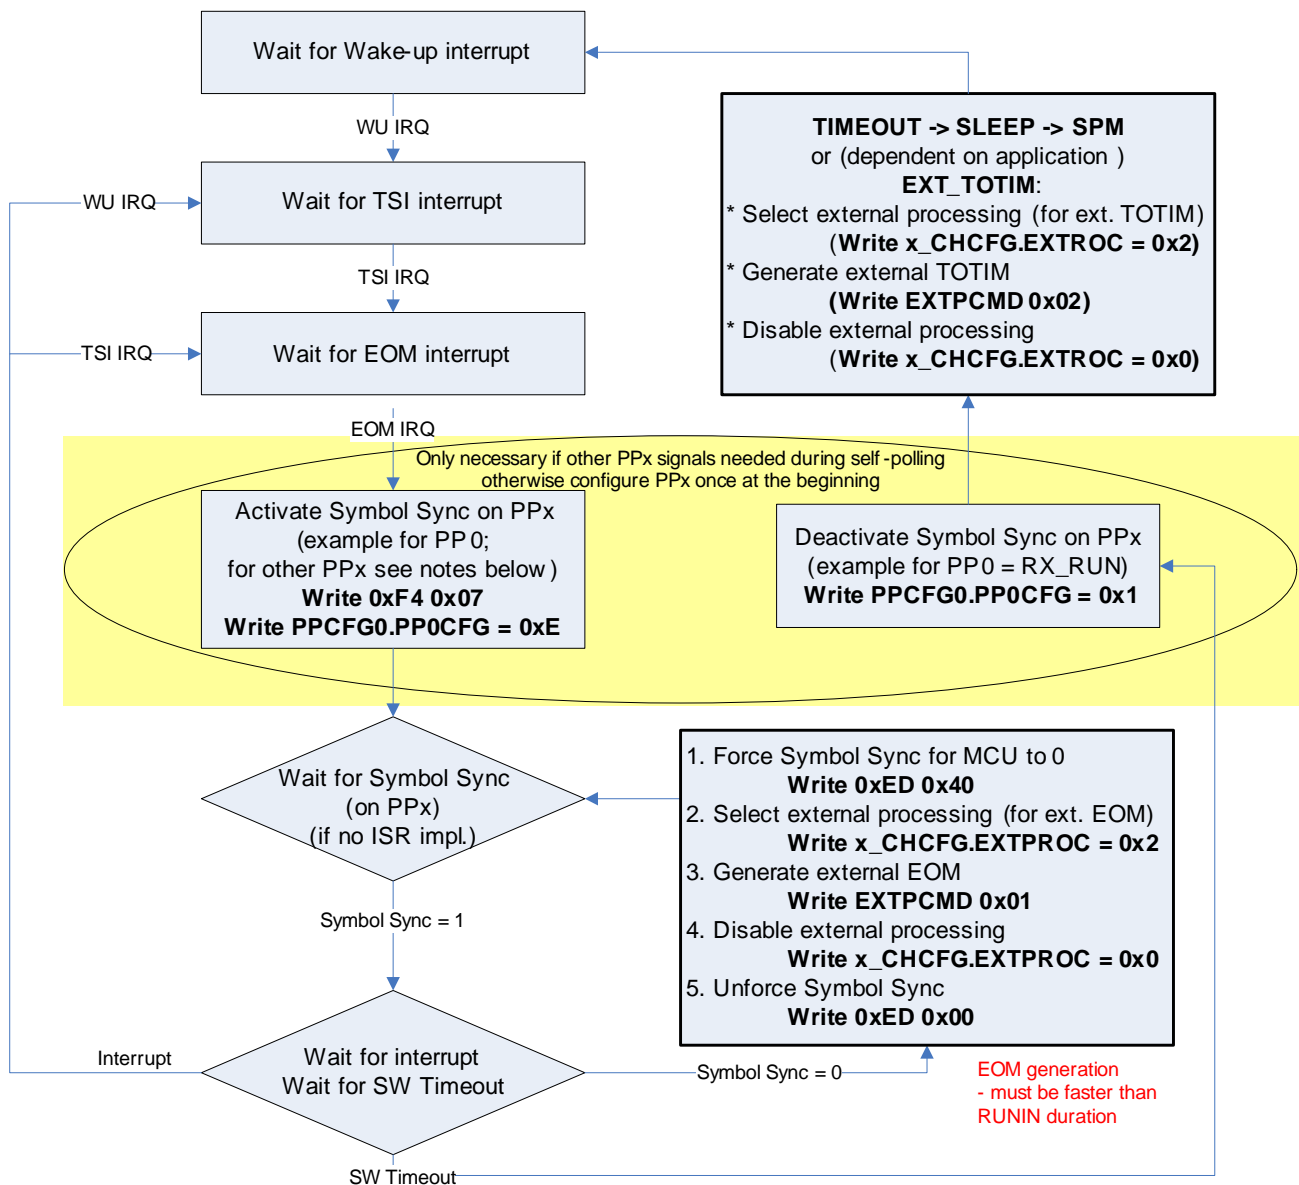 Wait for Wake-up interrupt
WU IRQ
WU IRQ
Wait for TSI interrupt
TSI IRQ
TSI IRQ
Wait for EOM interrupt
EOM IRQ
TIMEOUT -> SLEEP -> SPM
or (dependent on application )
EXT_TOTIM:
* Select external processing (for ext. TOTIM)
(Write x_CHCFG.EXTROC = 0x2)
* Generate external TOTIM
(Write EXTPCMD 0x02)
* Disable external processing
(Write x_CHCFG.EXTROC = 0x0)
Only necessary if other PPx signals needed during self-polling
otherwise configure PPx once at the beginning
Activate Symbol Sync on PPx
(example for PP0;
for other PPx see notes below)
Write 0xF4 0x07
Write PPCFG0.PP0CFG = 0xE
Deactivate Symbol Sync on PPx
(example for PP0 = RX_RUN)
Write PPCFG0.PP0CFG = 0x1
Wait for Symbol Sync
(on PPx)
(if no ISR impl.)
Symbol Sync = 1
1. Force Symbol Sync for MCU to 0
Write 0xED 0x40
2. Select external processing (for ext. EOM)
Write x_CHCFG.EXTPROC = 0x2
3. Generate external EOM
Write EXTPCMD 0x01
4. Disable external processing
Write x_CHCFG.EXTPROC = 0x0
5. Unforce Symbol Sync
Write 0xED 0x00
Interrupt
Wait for interrupt
Wait for SW Timeout
Symbol Sync = 0
EOM generation
- must be faster than
RUNIN duration
SW Timeout